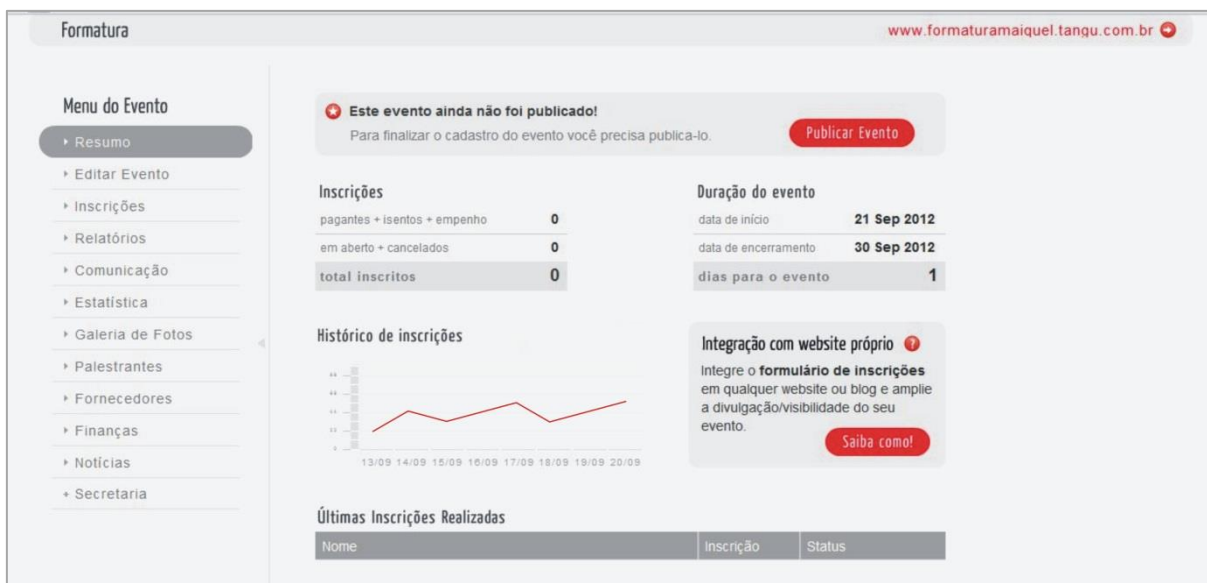 Formatura
www.formaturamaiquel.tangu.com.br
Menu do Evento
Resumo
Editar Evento
Inscrições
Relatórios
Comunicação
Estatística
Galeria de Fotos
Palestrantes
Fornecedores
Finanças
Notícias
Secretaria
Este evento ainda não foi publicado!
Para finalizar o cadastro do evento você precisa publica-lo.
Publicar Evento
Inscrições
pagantes + isentos + empenho 0
em aberto + cancelados 0
total inscritos 0
Duração do evento
data de início 21 Sep 2012
data de encerramento 30 Sep 2012
dias para o evento 1
Histórico de inscrições
13/09 14/09 15/09 16/09 17/09 18/09 19/09 20/09
Integração com website próprio ?
Integre o formulário de inscrições
em qualquer website ou blog e amplie
a divulgação/visibilidade do seu
evento.
Saiba como!
Últimas Inscrições Realizadas
Nome Inscrição Status